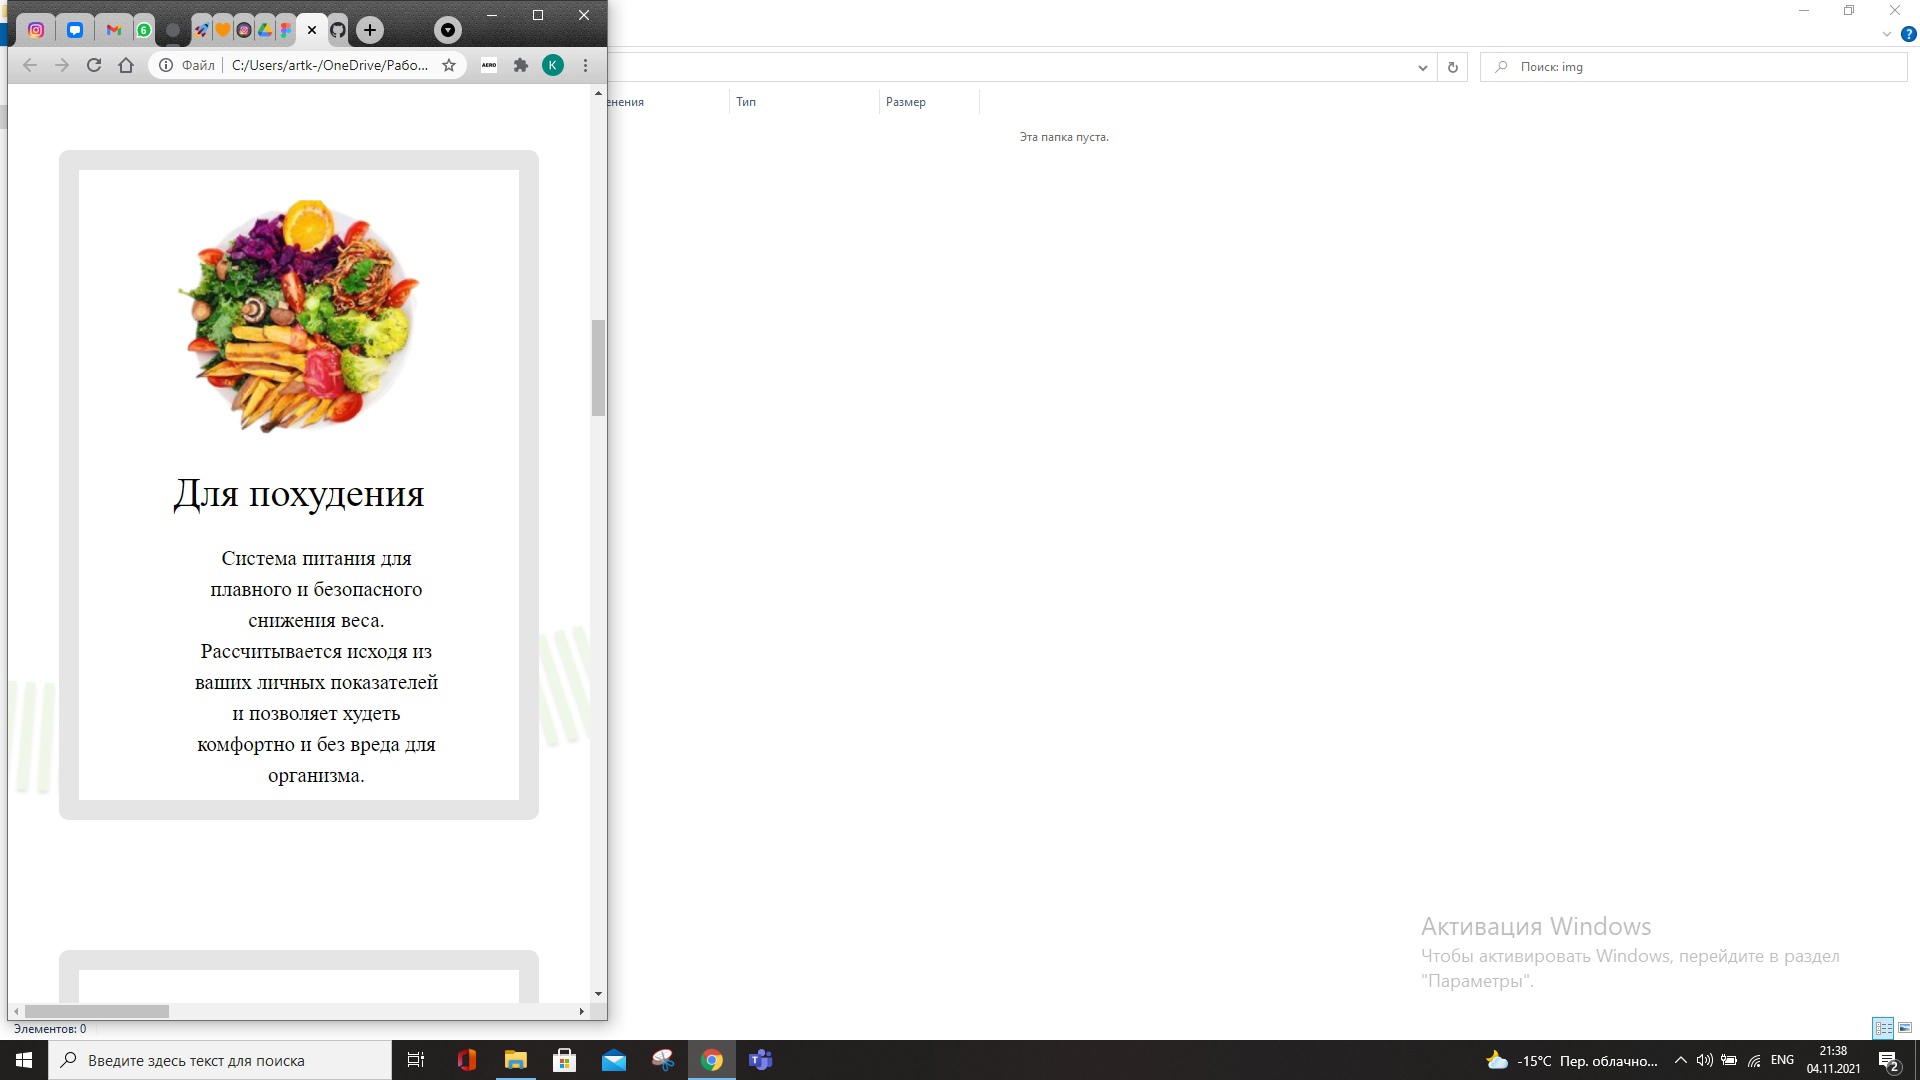 6
Файл
C:/Users/artk-/OneDrive/Рабо...
AERO
K
Поиск: img
енения
Тип
Размер
Эта папка пуста.
Для похудения
Система питания для
плавного и безопасного
снижения веса.
Рассчитывается исходя из
ваших личных показателей
и позволяет худеть
комфортно и без вреда для
организма.
Активация Windows
Чтобы активировать Windows, перейдите в раздел
"Параметры".
Элементов: 0
Введите здесь текст для поиска
-15°C Пер. облачно...
ENG
21:38
04.11.2021
2